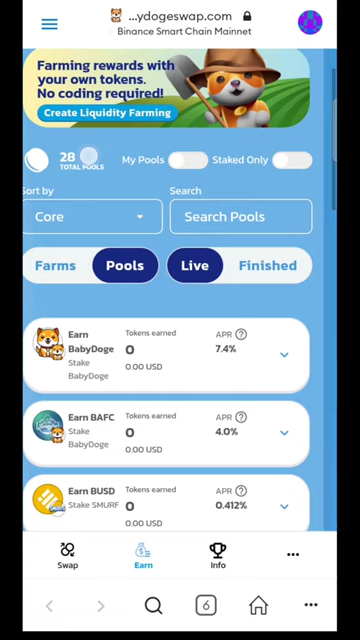 ...ydogeswap.com
Binance Smart Chain Mainnet
Farming rewards with
your own tokens.
No coding required!
Create Liquidity Farming
28
TOTAL POOLS
My Pools
Staked Only
Sort by
Search
Core
Search Pools
Farms
Pools
Live
Finished
Earn
BabyDoge
Stake
BabyDoge
Tokens earned
0
0.00 USD
APR ?
7.4%
Earn BAFC
Stake
BabyDoge
Tokens earned
0
0.00 USD
APR ?
4.0%
Earn BUSD
Stake SMURF
Tokens earned
0
0.00 USD
APR ?
0.412%
Swap
Earn
Info
6